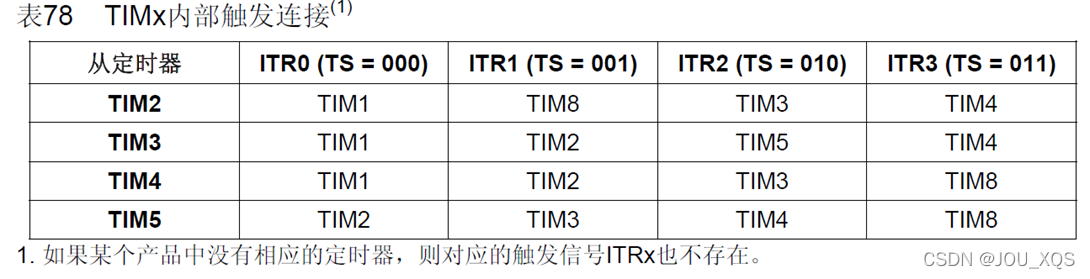 表78 TIMx内部触发连接(1)
从定时器 ITR0 (TS = 000) ITR1 (TS = 001) ITR2 (TS = 010) ITR3 (TS = 011)
TIM2 TIM1 TIM8 TIM3 TIM4
TIM3 TIM1 TIM2 TIM5 TIM4
TIM4 TIM1 TIM2 TIM3 TIM8
TIM5 TIM2 TIM3 TIM4 TIM8
1. 如果某个产品中没有相应的定时器，则对应的触发信号ITRx也不存在。
CSDN @JOU_XQS